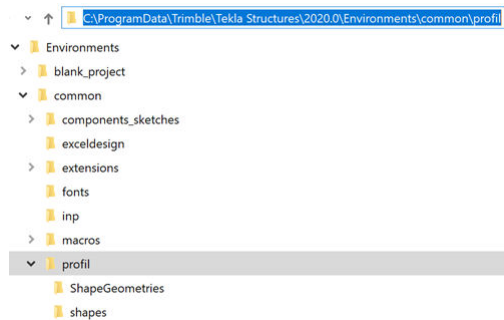 C:\ProgramData\Trimble\Tekla Structures\2020.0\Environments\common\profil
Environments
blank_project
common
components_sketches
exceldesign
extensions
fonts
inp
macros
profil
ShapeGeometries
shapes